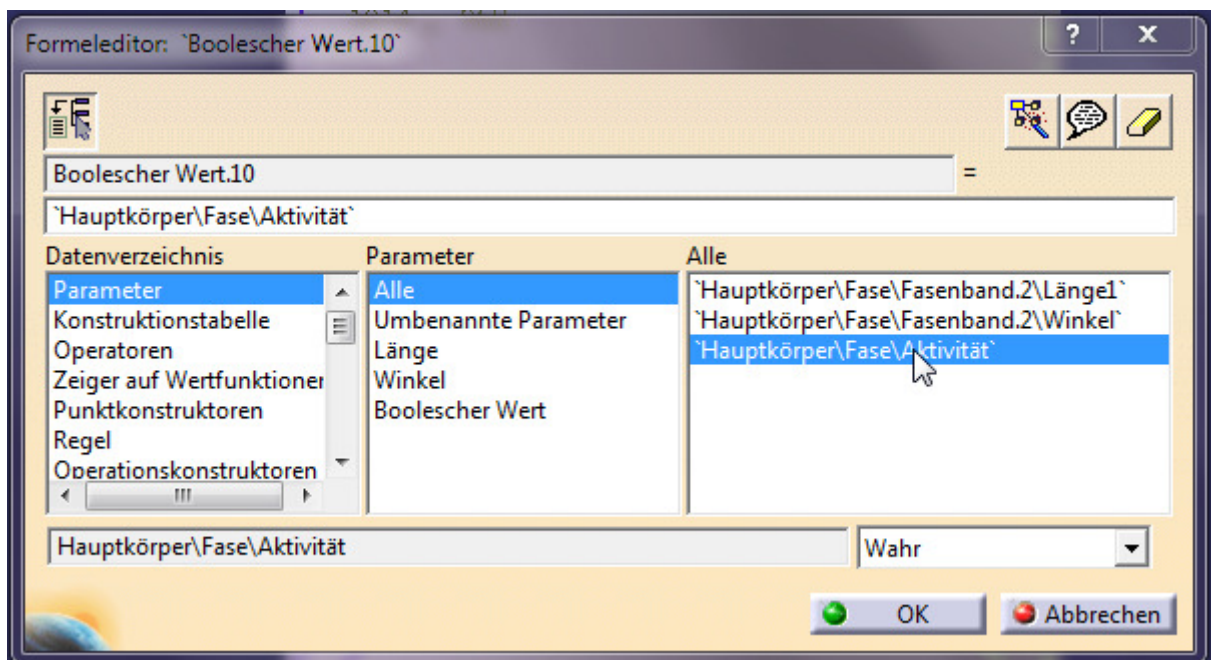 Formeleditor: `Boolescher Wert.10`
? x
Boolescher Wert.10 =
`Hauptkörper\Fase\Aktivität`
Datenverzeichnis Parameter Alle
Parameter Alle `Hauptkörper\Fase\Fasenband.2\Länge1`
Konstruktionstabelle Umbenannte Parameter `Hauptkörper\Fase\Fasenband.2\Winkel`
Operatoren Länge `Hauptkörper\Fase\Aktivität`
Zeiger auf Wertfunktioner Winkel
Punktkonstruktoren Boolescher Wert
Regel
Operationskonstruktoren
Hauptkörper\Fase\Aktivität Wahr
OK Abbrechen